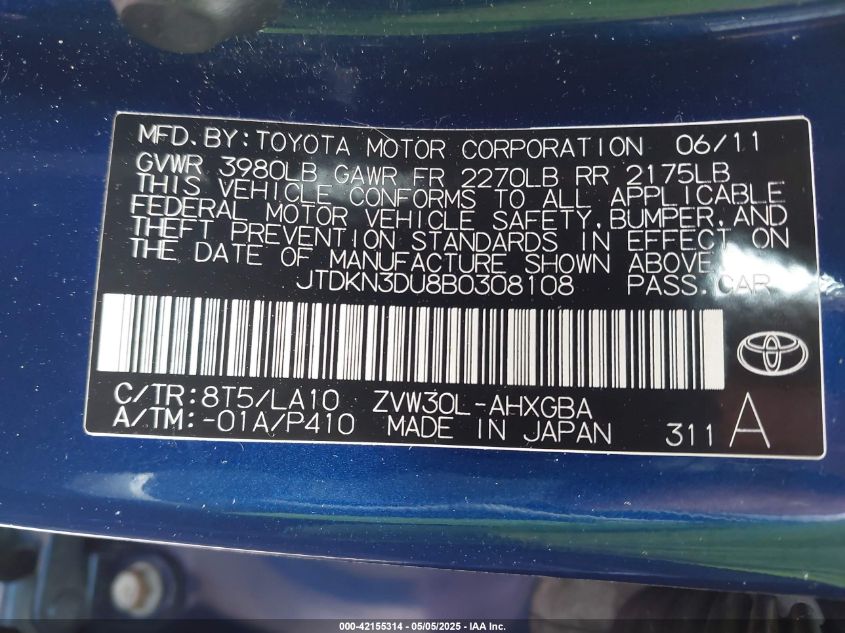 MFD.BY:TOYOTA MOTOR CORPORATION 06/11
GVWR 3980LB GAWR FR 2270LB RR 2175LB
THIS VEHICLE CONFORMS TO ALL APPLICABLE
FEDERAL MOTOR VEHICLE SAFETY,BUMPER,AND
THEFT PREVENTION STANDARDS IN EFFECT ON
THE DATE OF MANUFACTURE SHOWN ABOVE.
JTDKN3DU8B0308108 PASS.CAR
C/TR:8T5/LA10 ZVW30L-AHXGBA
A/TM:-01A/P410 MADE IN JAPAN 311 A
000-42155314 - 05/05/2025 - IAA Inc.